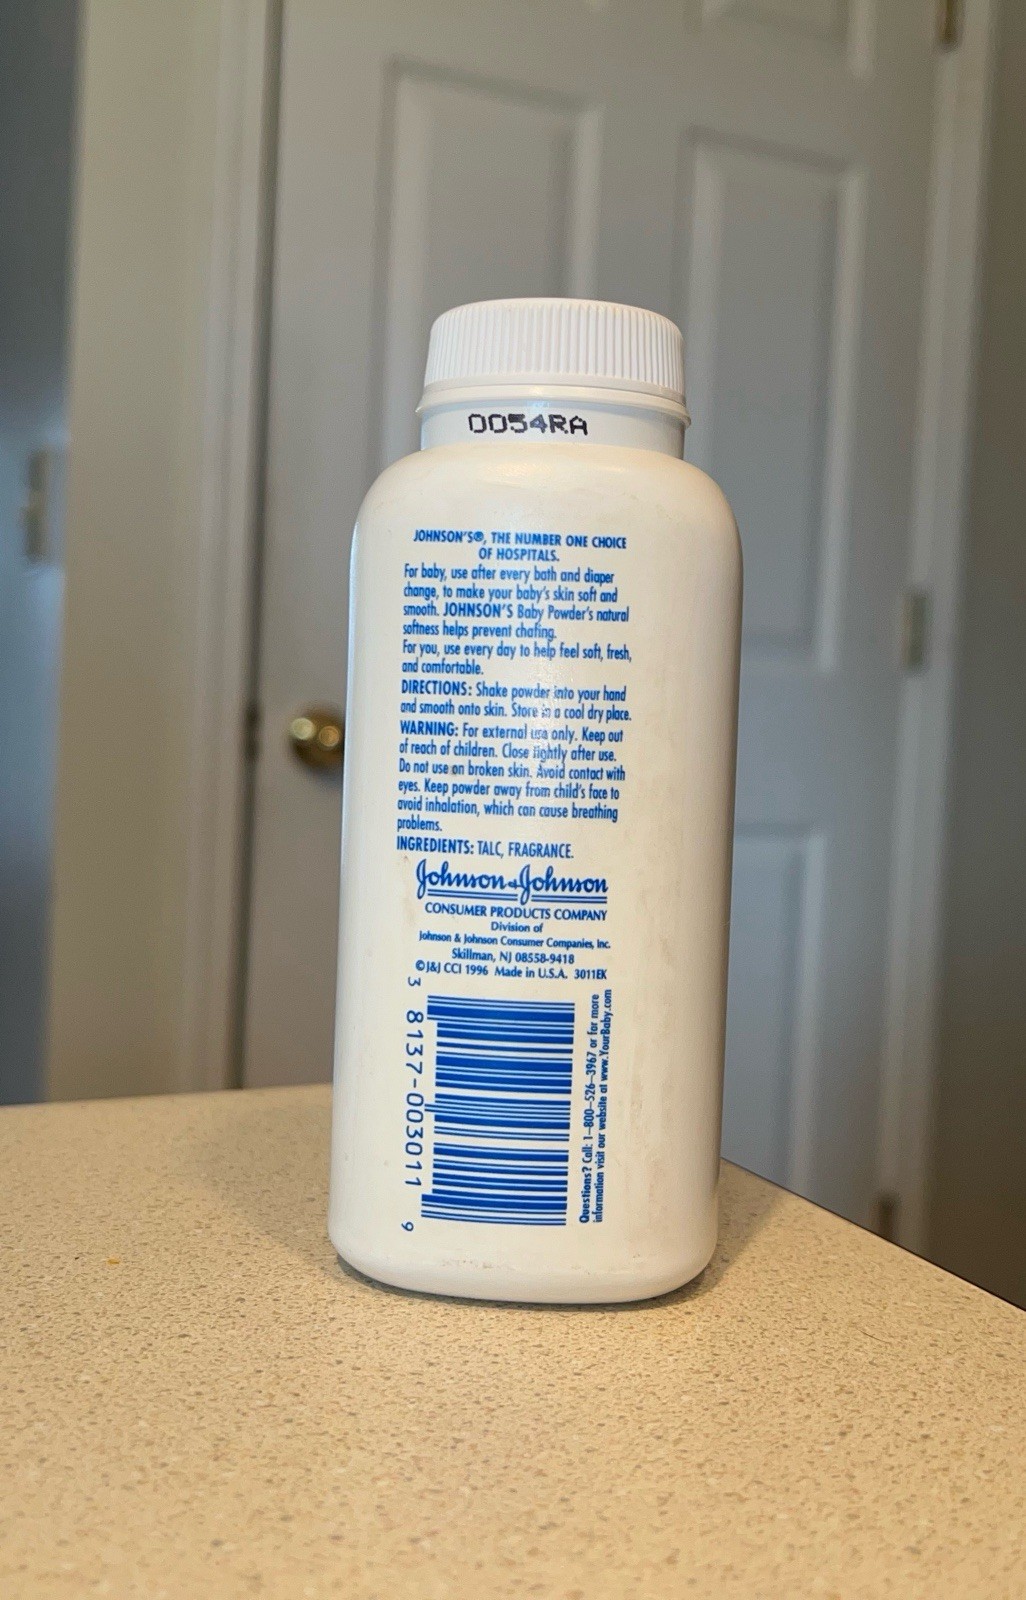 0054RA
JOHNSON'S®, THE NUMBER ONE CHOICE
OF HOSPITALS.
For baby, use after every bath and diaper
change, to make your baby's skin soft and
smooth. JOHNSON'S Baby Powder's natural
softness helps prevent chafing.
For you, use every day to help feel soft, fresh,
and comfortable.
DIRECTIONS: Shake powder into your hand
and smooth onto skin. Store in a cool dry place.
WARNING: For external use only. Keep out
of reach of children. Close tightly after use.
Do not use on broken skin. Avoid contact with
eyes. Keep powder away from child's face to
avoid inhalation, which can cause breathing
problems.
INGREDIENTS: TALC, FRAGRANCE.
Johnson & Johnson
CONSUMER PRODUCTS COMPANY
Division of
Johnson & Johnson Consumer Companies, Inc.
Skillman, NJ 08558-9418
©J&J CCI 1996 Made in U.S.A. 3011EK
3 8137-003011 9
Questions? Call: 1-800-526-3967 or for more
information visit our website at www.YourBaby.com